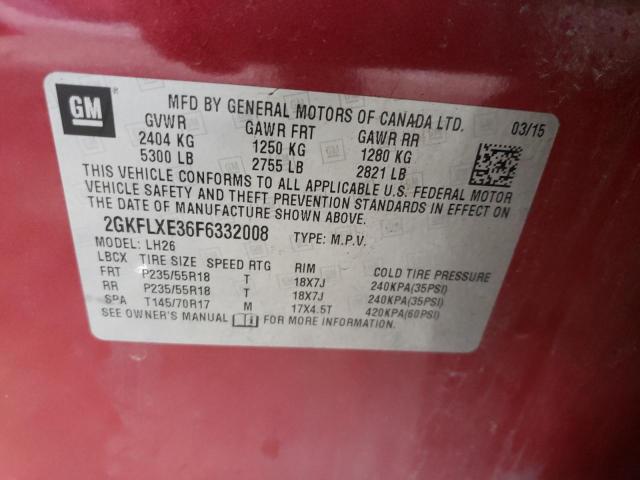 GM
MFD BY GENERAL MOTORS OF CANADA LTD. 03/15
GVWR GAWR FRT GAWR RR
2404 KG 1250 KG 1280 KG
5300 LB 2755 LB 2821 LB
THIS VEHICLE CONFORMS TO ALL APPLICABLE U.S. FEDERAL MOTOR
VEHICLE SAFETY AND THEFT PREVENTION STANDARDS IN EFFECT ON
THE DATE OF MANUFACTURE SHOWN ABOVE.
2GKFLXE36F6332008 TYPE: M.P.V.
MODEL: LH26
LBCX TIRE SIZE SPEED RTG RIM COLD TIRE PRESSURE
FRT P235/55R18 T 18X7J 240KPA(35PSI)
RR P235/55R18 T 18X7J 240KPA(35PSI)
SPA T145/70R17 M 17X4.5T 420KPA(60PSI)
SEE OWNER'S MANUAL FOR MORE INFORMATION.